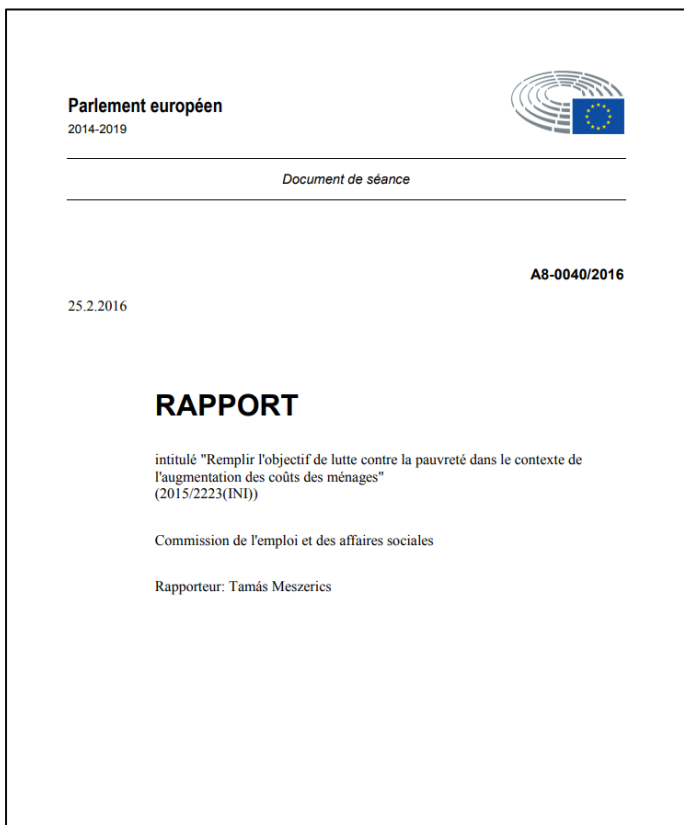 Parlement européen
2014-2019
Document de séance
A8-0040/2016
25.2.2016
RAPPORT
intitulé "Remplir l'objectif de lutte contre la pauvreté dans le contexte de
l'augmentation des coûts des ménages"
(2015/2223(INI))
Commission de l'emploi et des affaires sociales
Rapporteur: Tamás Meszerics